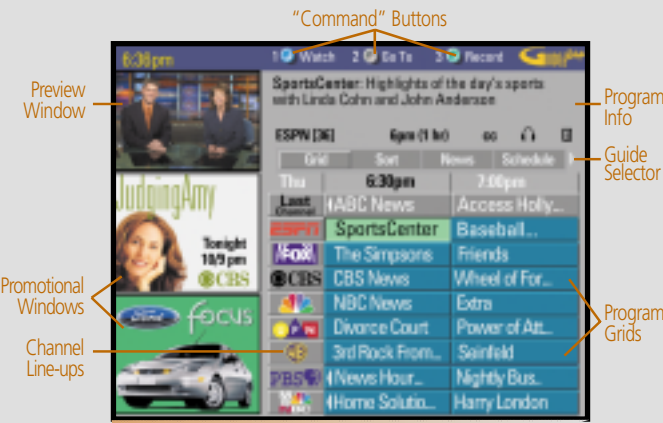 “Command” Buttons
6:36pm
1 Watch 2 Go To 3 Record
Preview
Window
SportsCenter: Highlights of the day's sports
with Linda Cohn and John Anderson
Program
Info
ESPN [36] 6pm (1 hr) cc
Grid Sort News Schedule
Guide
Selector
Thu 6:30pm 7:00pm
Last
Channel
ABC News Access Holly...
ESPN SportsCenter Baseball...
FOX The Simpsons Friends
CBS CBS News Wheel of For...
NBC News Extra
Divorce Court Power of Att...
3rd Rock From... Seinfeld
PBS News Hour... Nightly Bus...
Home Solutio... Harry London
Program
Grids
JudgingAmy
Tonight
10/9 pm
CBS
Promotional
Windows
Ford focus
Channel
Line-ups